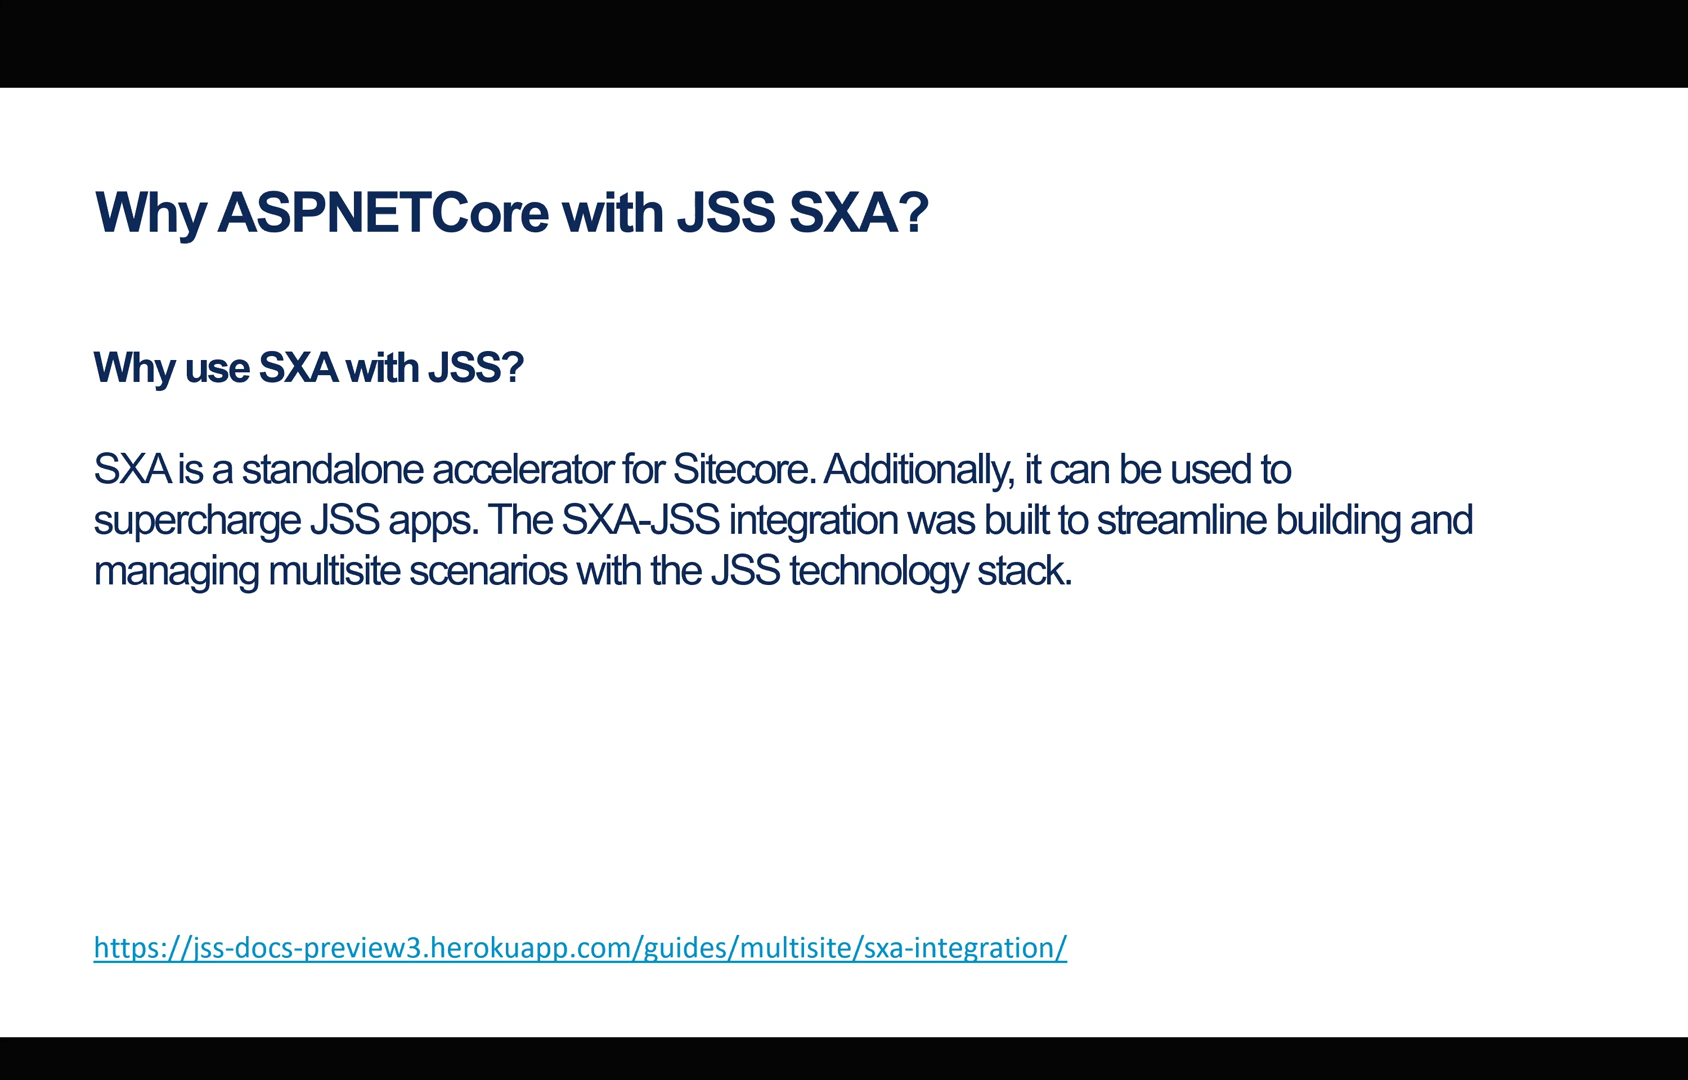 Why ASPNETCore with JSS SXA?
Why use SXA with JSS?
SXA is a standalone accelerator for Sitecore. Additionally, it can be used to
supercharge JSS apps. The SXA-JSS integration was built to streamline building and
managing multisite scenarios with the JSS technology stack.
https://jss-docs-preview3.herokuapp.com/guides/multisite/sxa-integration/